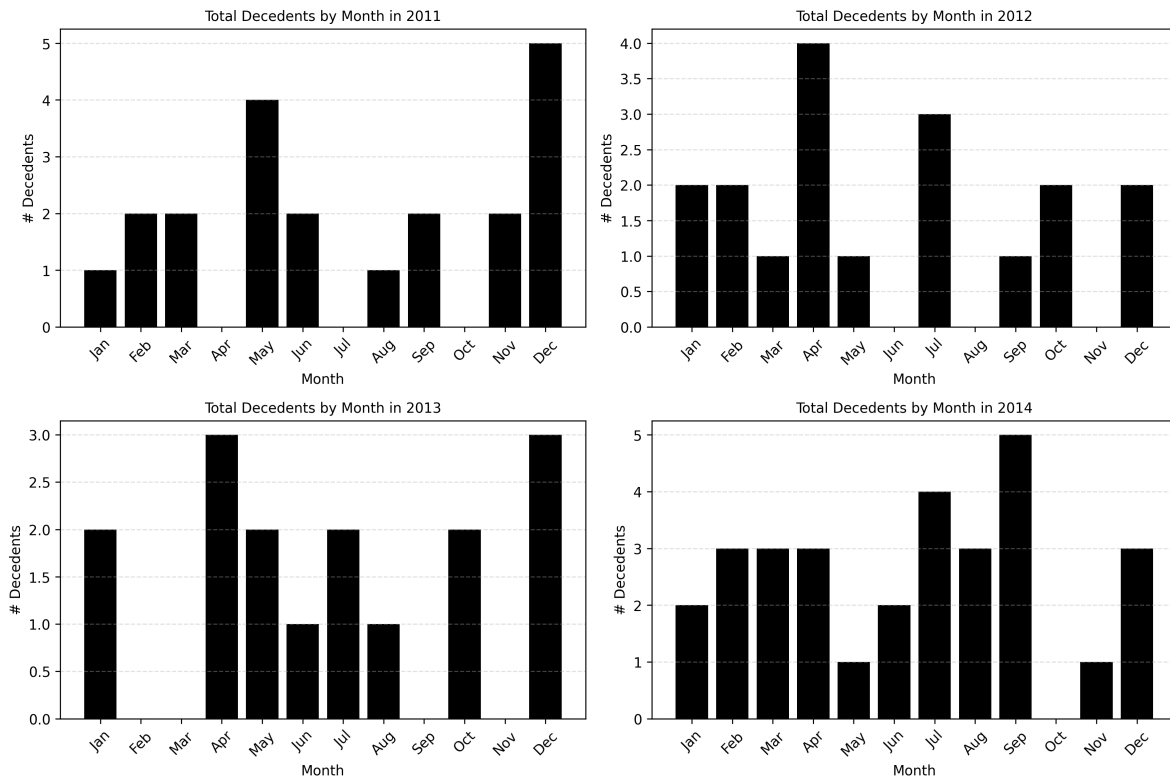 Total Decedents by Month in 2011
5
4
3
2
1
0
# Decedents
Jan Feb Mar Apr May Jun Jul Aug Sep Oct Nov Dec
Month
Total Decedents by Month in 2012
4.0
3.5
3.0
2.5
2.0
1.5
1.0
0.5
0.0
# Decedents
Jan Feb Mar Apr May Jun Jul Aug Sep Oct Nov Dec
Month
Total Decedents by Month in 2013
3.0
2.5
2.0
1.5
1.0
0.5
0.0
# Decedents
Jan Feb Mar Apr May Jun Jul Aug Sep Oct Nov Dec
Month
Total Decedents by Month in 2014
5
4
3
2
1
0
# Decedents
Jan Feb Mar Apr May Jun Jul Aug Sep Oct Nov Dec
Month